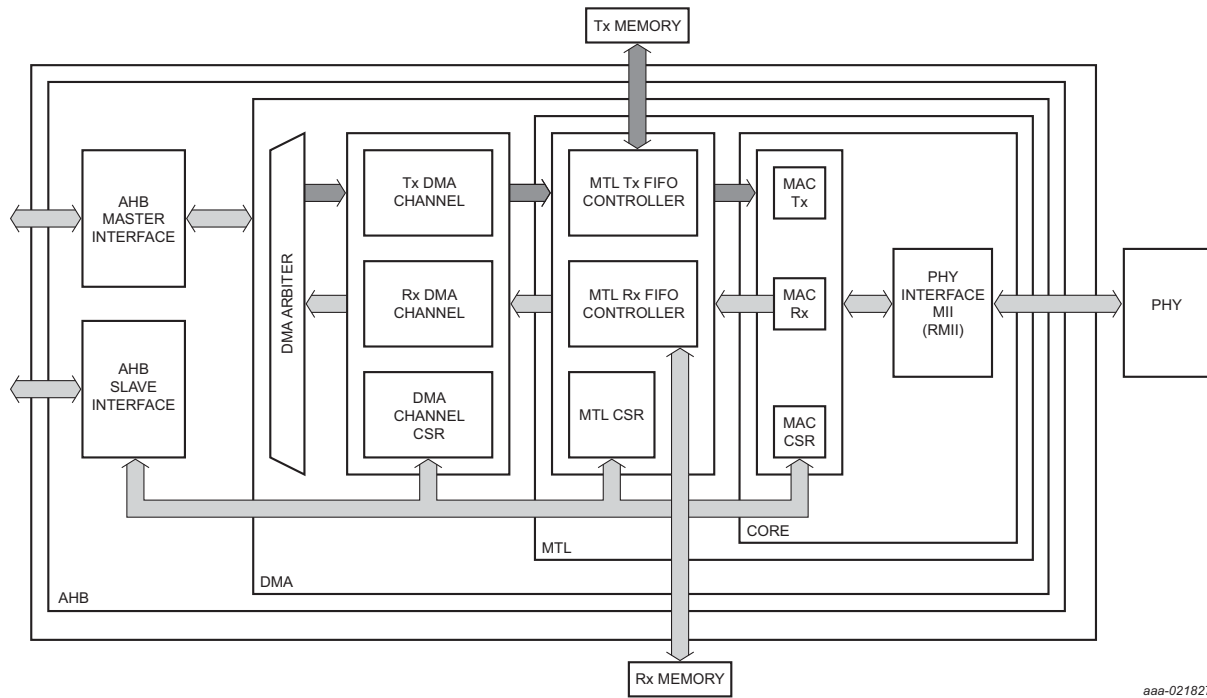 Tx MEMORY
AHB
MASTER
INTERFACE
AHB
SLAVE
INTERFACE
DMA ARBITER
Tx DMA
CHANNEL
Rx DMA
CHANNEL
DMA
CHANNEL
CSR
MTL Tx FIFO
CONTROLLER
MTL Rx FIFO
CONTROLLER
MTL CSR
MAC
Tx
MAC
Rx
MAC
CSR
PHY
INTERFACE
MII
(RMII)
PHY
CORE
MTL
DMA
AHB
Rx MEMORY
aaa-021827